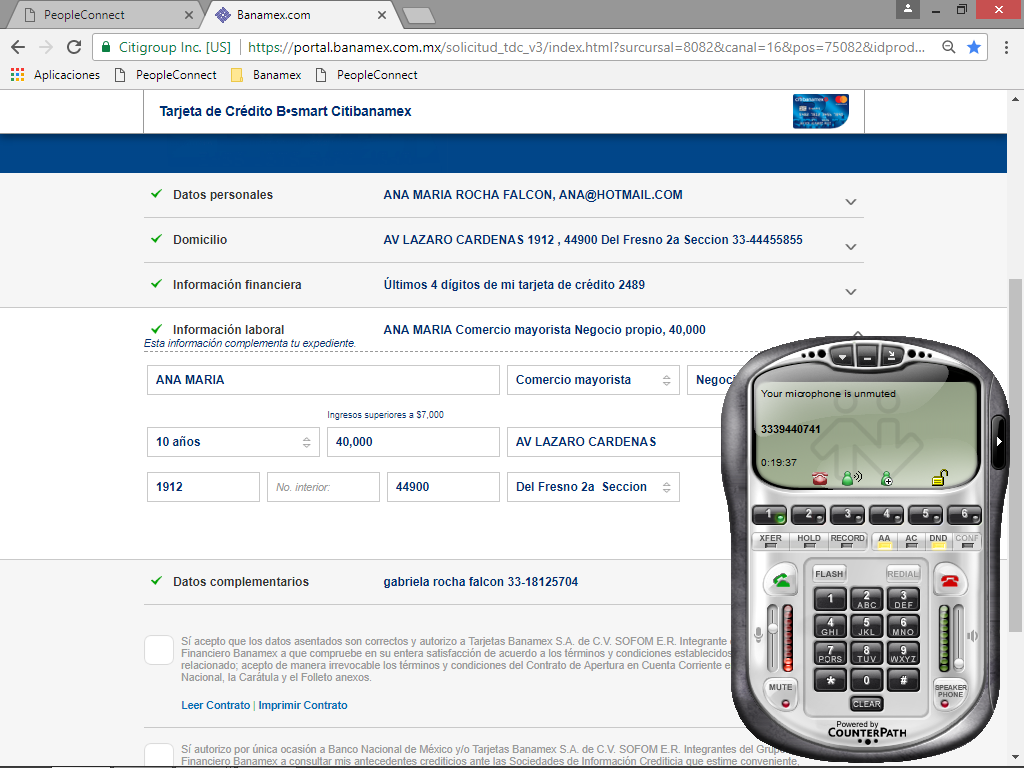 PeopleConnect
Banamex.com
Citigroup Inc. [US]
https://portal.banamex.com.mx/solicitud_tdc_v3/index.html?surcursal=8082&canal=16&pos=75082&idprod...
Aplicaciones
PeopleConnect
Banamex
PeopleConnect
Tarjeta de Crédito B•smart Citibanamex
Datos personales
ANA MARIA ROCHA FALCON, ANA@HOTMAIL.COM
Domicilio
AV LAZARO CARDENAS 1912 , 44900 Del Fresno 2a Seccion 33-44455855
Información financiera
Últimos 4 dígitos de mi tarjeta de crédito 2489
Información laboral
ANA MARIA Comercio mayorista Negocio propio, 40,000
Esta información complementa tu expediente.
ANA MARIA
Comercio mayorista
Negoci
Ingresos superiores a $7,000
10 años
40,000
AV LAZARO CARDENAS
1912
No. interior:
44900
Del Fresno 2a Seccion
Datos complementarios
gabriela rocha falcon 33-18125704
Sí acepto que los datos asentados son correctos y autorizo a Tarjetas Banamex S.A. de C.V. SOFOM E.R. Integrante
Financiero Banamex a que compruebe en su entera satisfacción de acuerdo a los términos y condiciones establecidos
relacionado; acepto de manera irrevocable los términos y condiciones del Contrato de Apertura en Cuenta Corriente e
Nacional, la Carátula y el Folleto anexos.
Leer Contrato | Imprimir Contrato
Sí autorizo por única ocasión a Banco Nacional de México y/o Tarjetas Banamex S.A. de C.V. SOFOM E.R. Integrantes del Grup
Financiero Banamex a consultar mis antecedentes crediticios ante las Sociedades de Información Crediticia que estime conveniente,
Your microphone is unmuted
3339440741
0:19:37
1 2 3 4 5 6
XFER HOLD RECORD AA AC DND CONF
FLASH REDIAL
1 2 ABC 3 DEF
4 GHI 5 JKL 6 MNO
7 PQRS 8 TUV 9 WXYZ
* 0 #
MUTE
SPEAKER PHONE
CLEAR
Powered by
COUNTERPATH